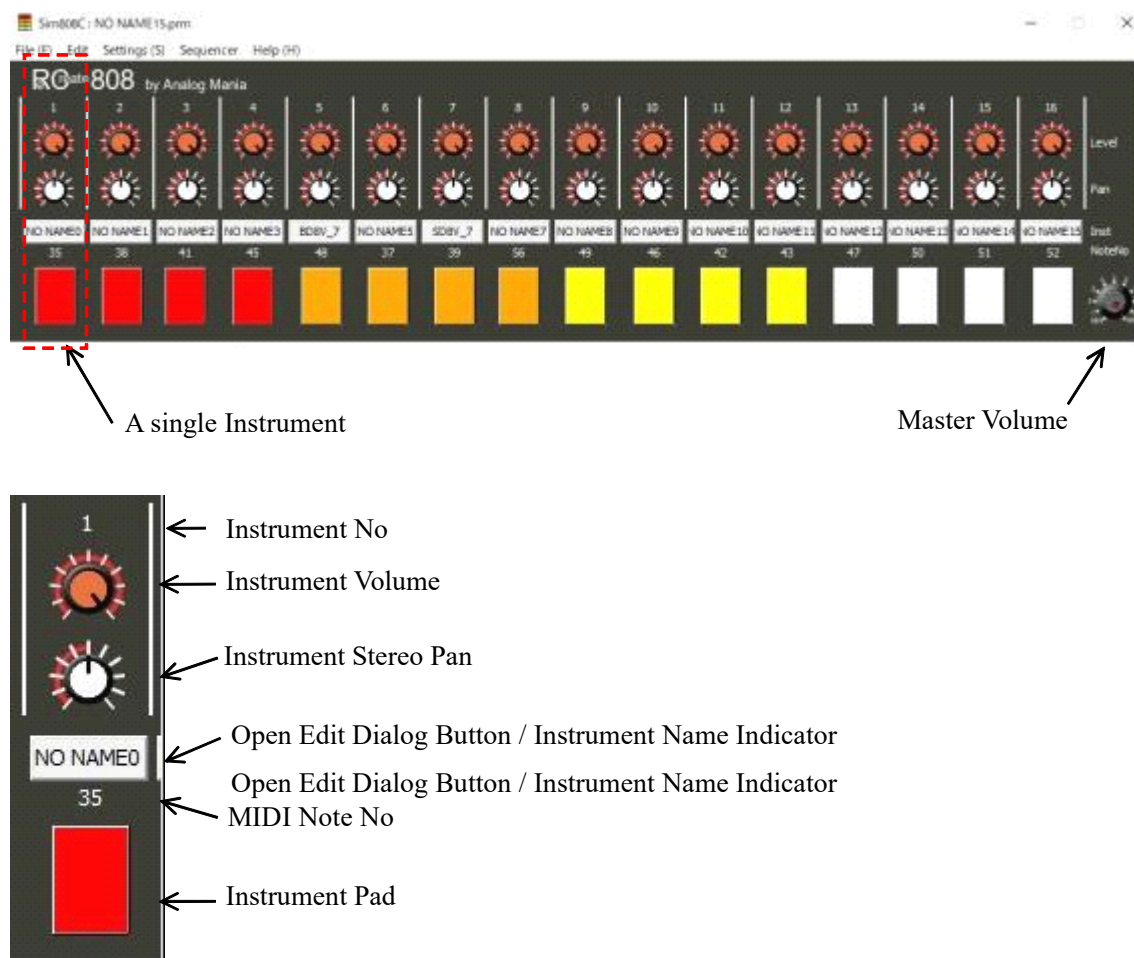 Sim808C : NO NAME15.prm
File (F) Edit Settings (S) Sequencer Help (H)
808 by Analog Mania
1 2 3 4 5 6 7 8 9 10 11 12 13 14 15 16
Level
Pan
NO NAME0 NO NAME1 NO NAME2 NO NAME3 BD8V_7 NO NAME5 SD8V_7 NO NAME7 NO NAME8 NO NAME9 NO NAME10 NO NAME11 NO NAME12 NO NAME13 NO NAME14 NO NAME15 Inst
35 38 41 45 48 37 39 56 49 46 42 43 47 50 51 52 NoteNo
A single Instrument
Master Volume
1
Instrument No
Instrument Volume
Instrument Stereo Pan
Open Edit Dialog Button / Instrument Name Indicator
NO NAME0
Open Edit Dialog Button / Instrument Name Indicator
35
MIDI Note No
Instrument Pad